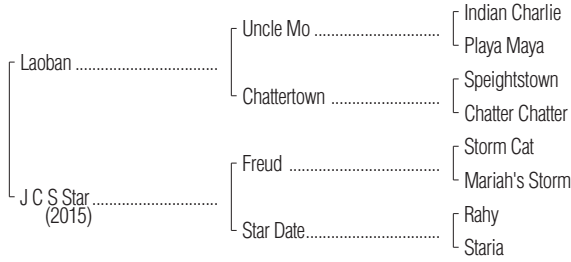 Indian Charlie
Uncle Mo ................................
Playa Maya
Laoban ....................................
Speightstown
Chattertown ...........................
Chatter Chatter
Storm Cat
Freud ......................................
Mariah's Storm
J C S Star ................................
(2015)
Rahy
Star Date.................................
Staria